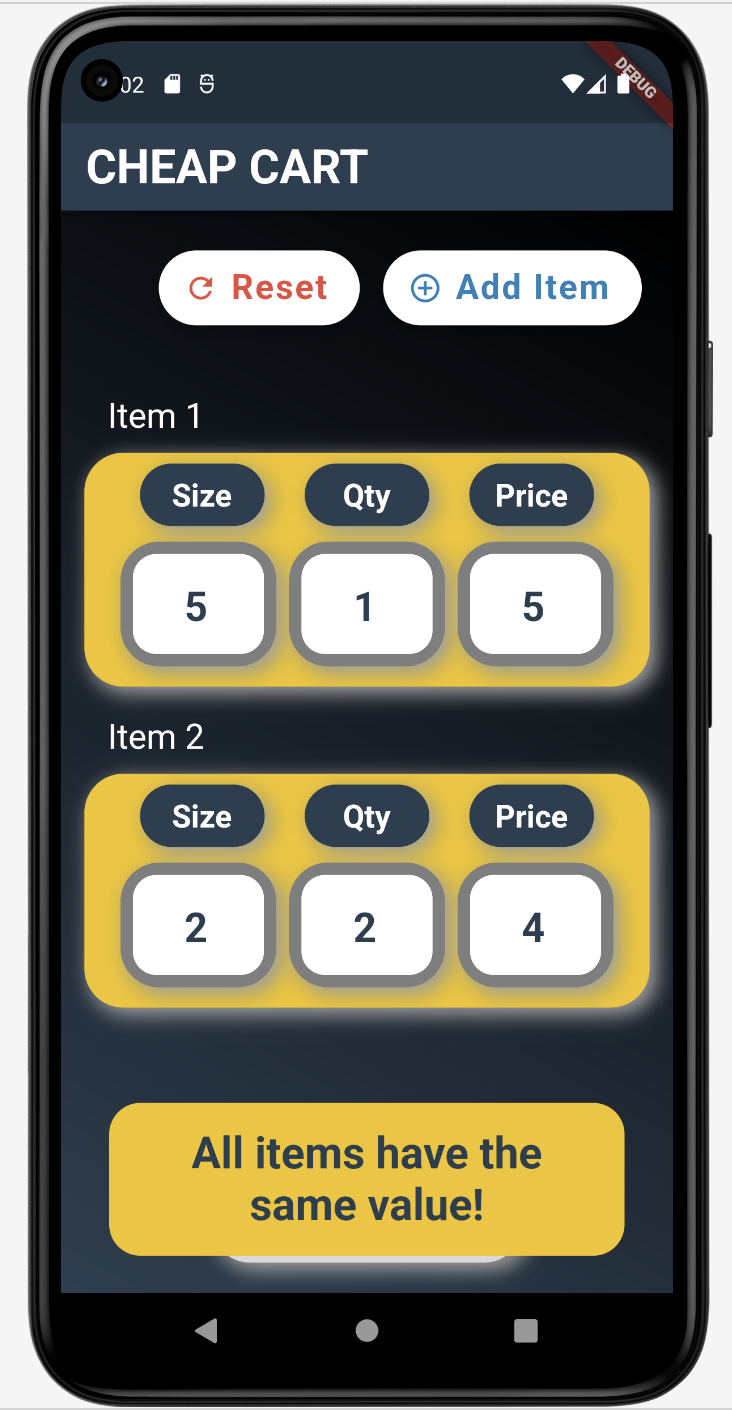 02
DEBUG
CHEAP CART
Reset Add Item
Item 1
Size Qty Price
5 1 5
Item 2
Size Qty Price
2 2 4
All items have the
same value!